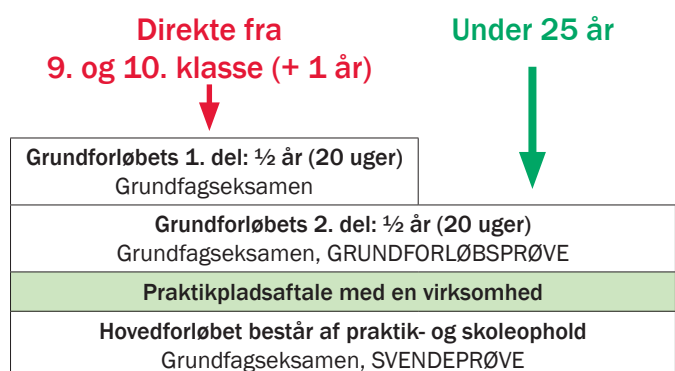 Direkte fra
9. og 10. klasse (+ 1 år)
Under 25 år
Grundforløbets 1. del: ½ år (20 uger)
Grundfagseksamen
Grundforløbets 2. del: ½ år (20 uger)
Grundfagseksamen, GRUNDFORLØBSPRØVE
Praktikpladsaftale med en virksomhed
Hovedforløbet består af praktik- og skoleophold
Grundfagseksamen, SVENDEPRØVE